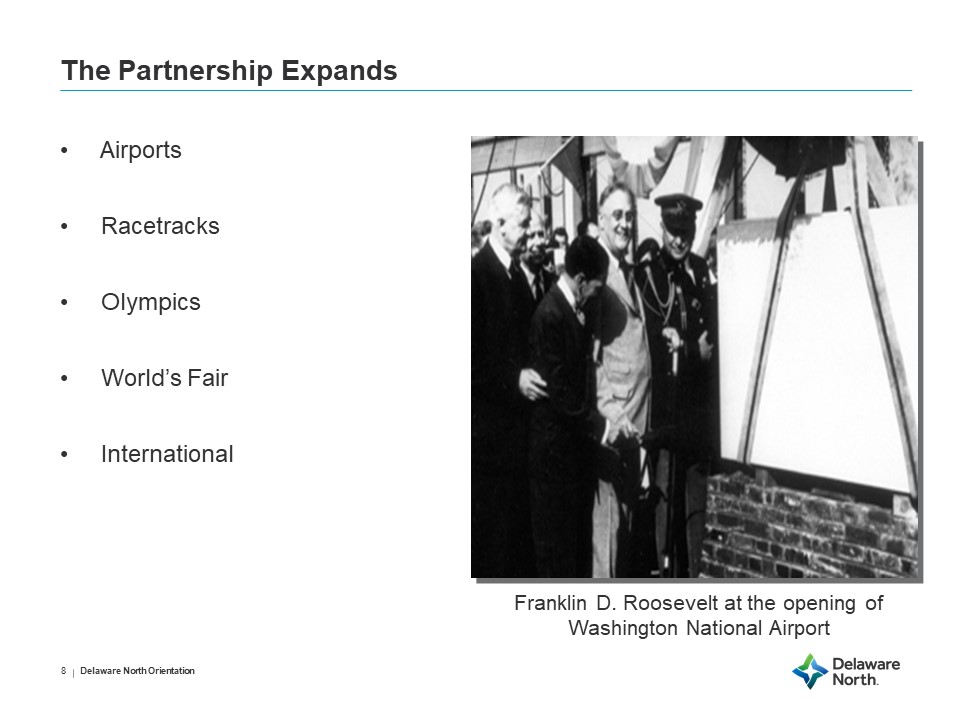 The Partnership Expands
• Airports
• Racetracks
• Olympics
• World’s Fair
• International
Franklin D. Roosevelt at the opening of
Washington National Airport
8 | Delaware North Orientation
Delaware
North.